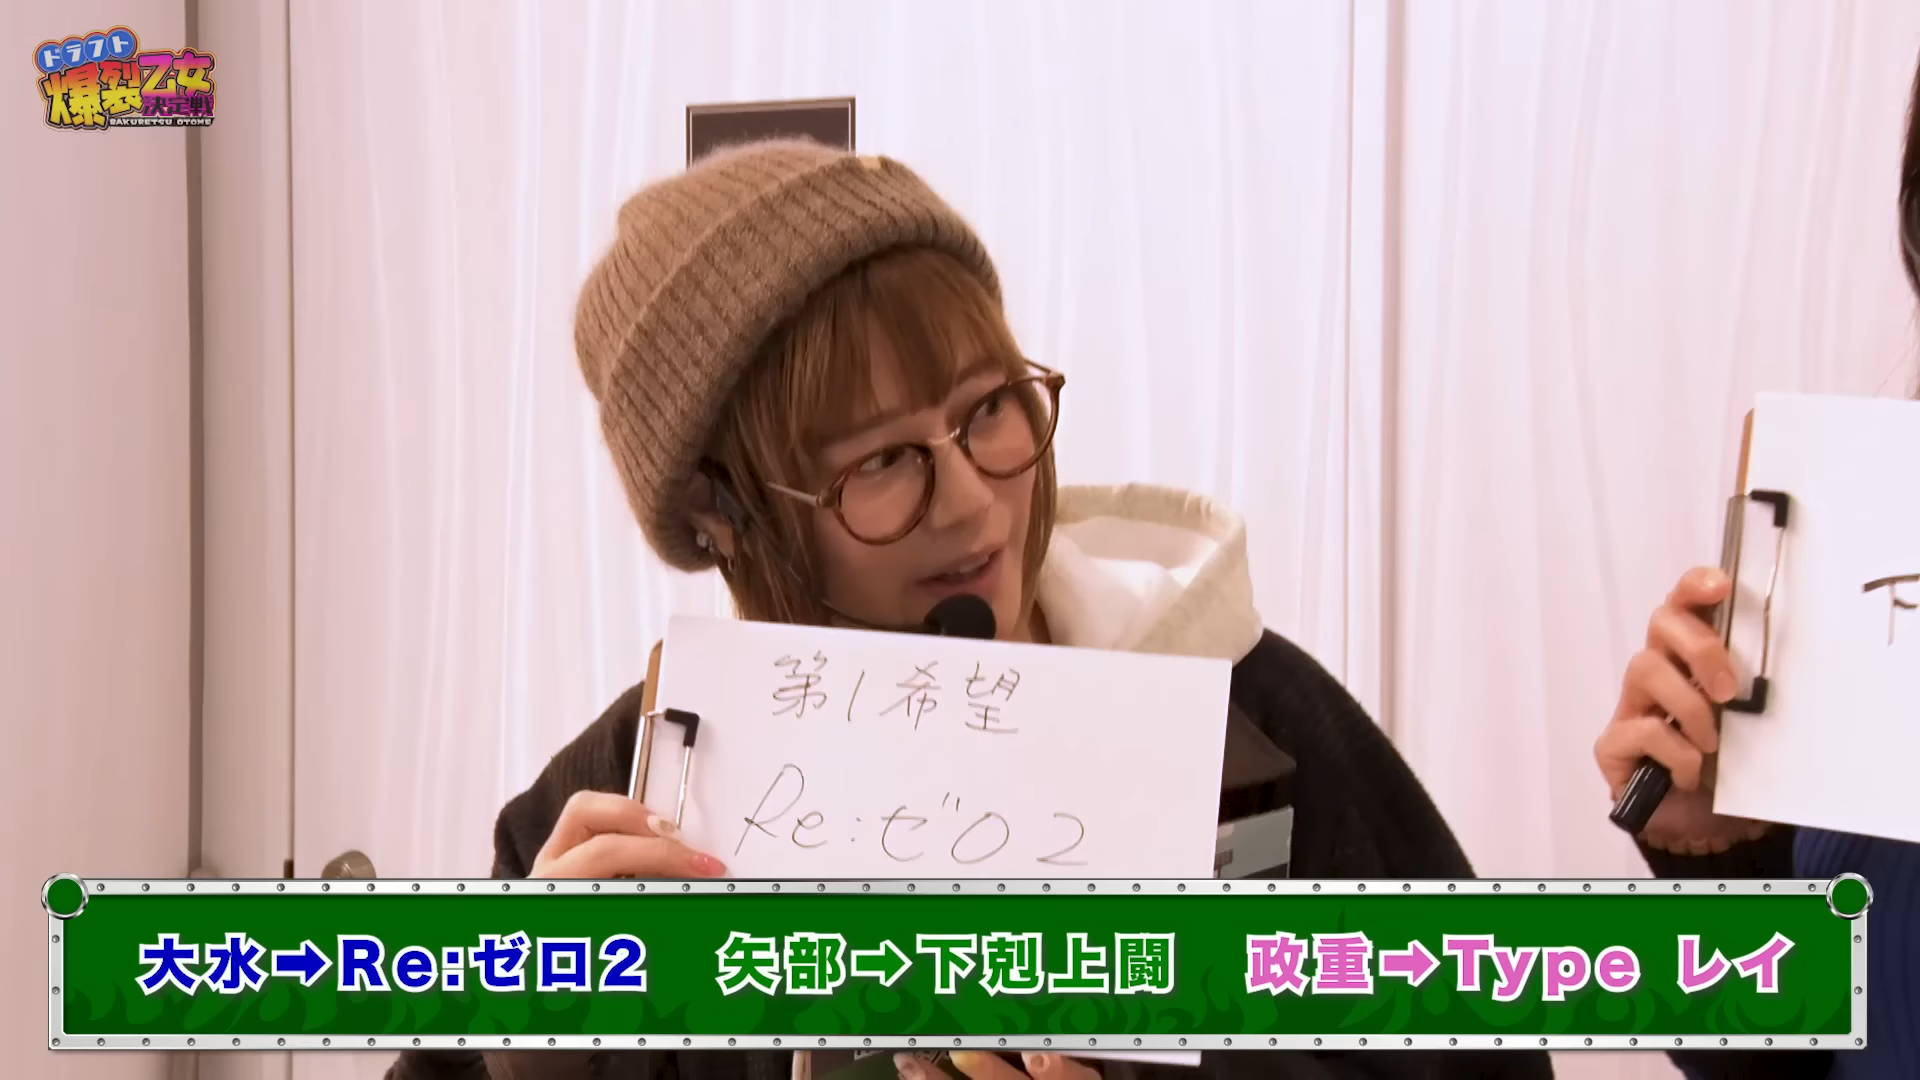 ドラフト
爆裂乙女
決定戦
BAKURETSU OTOME
第1希望
Re:ゼロ2
下
大水➡Re:ゼロ2 矢部➡下剋上闘 政重➡Type レイ